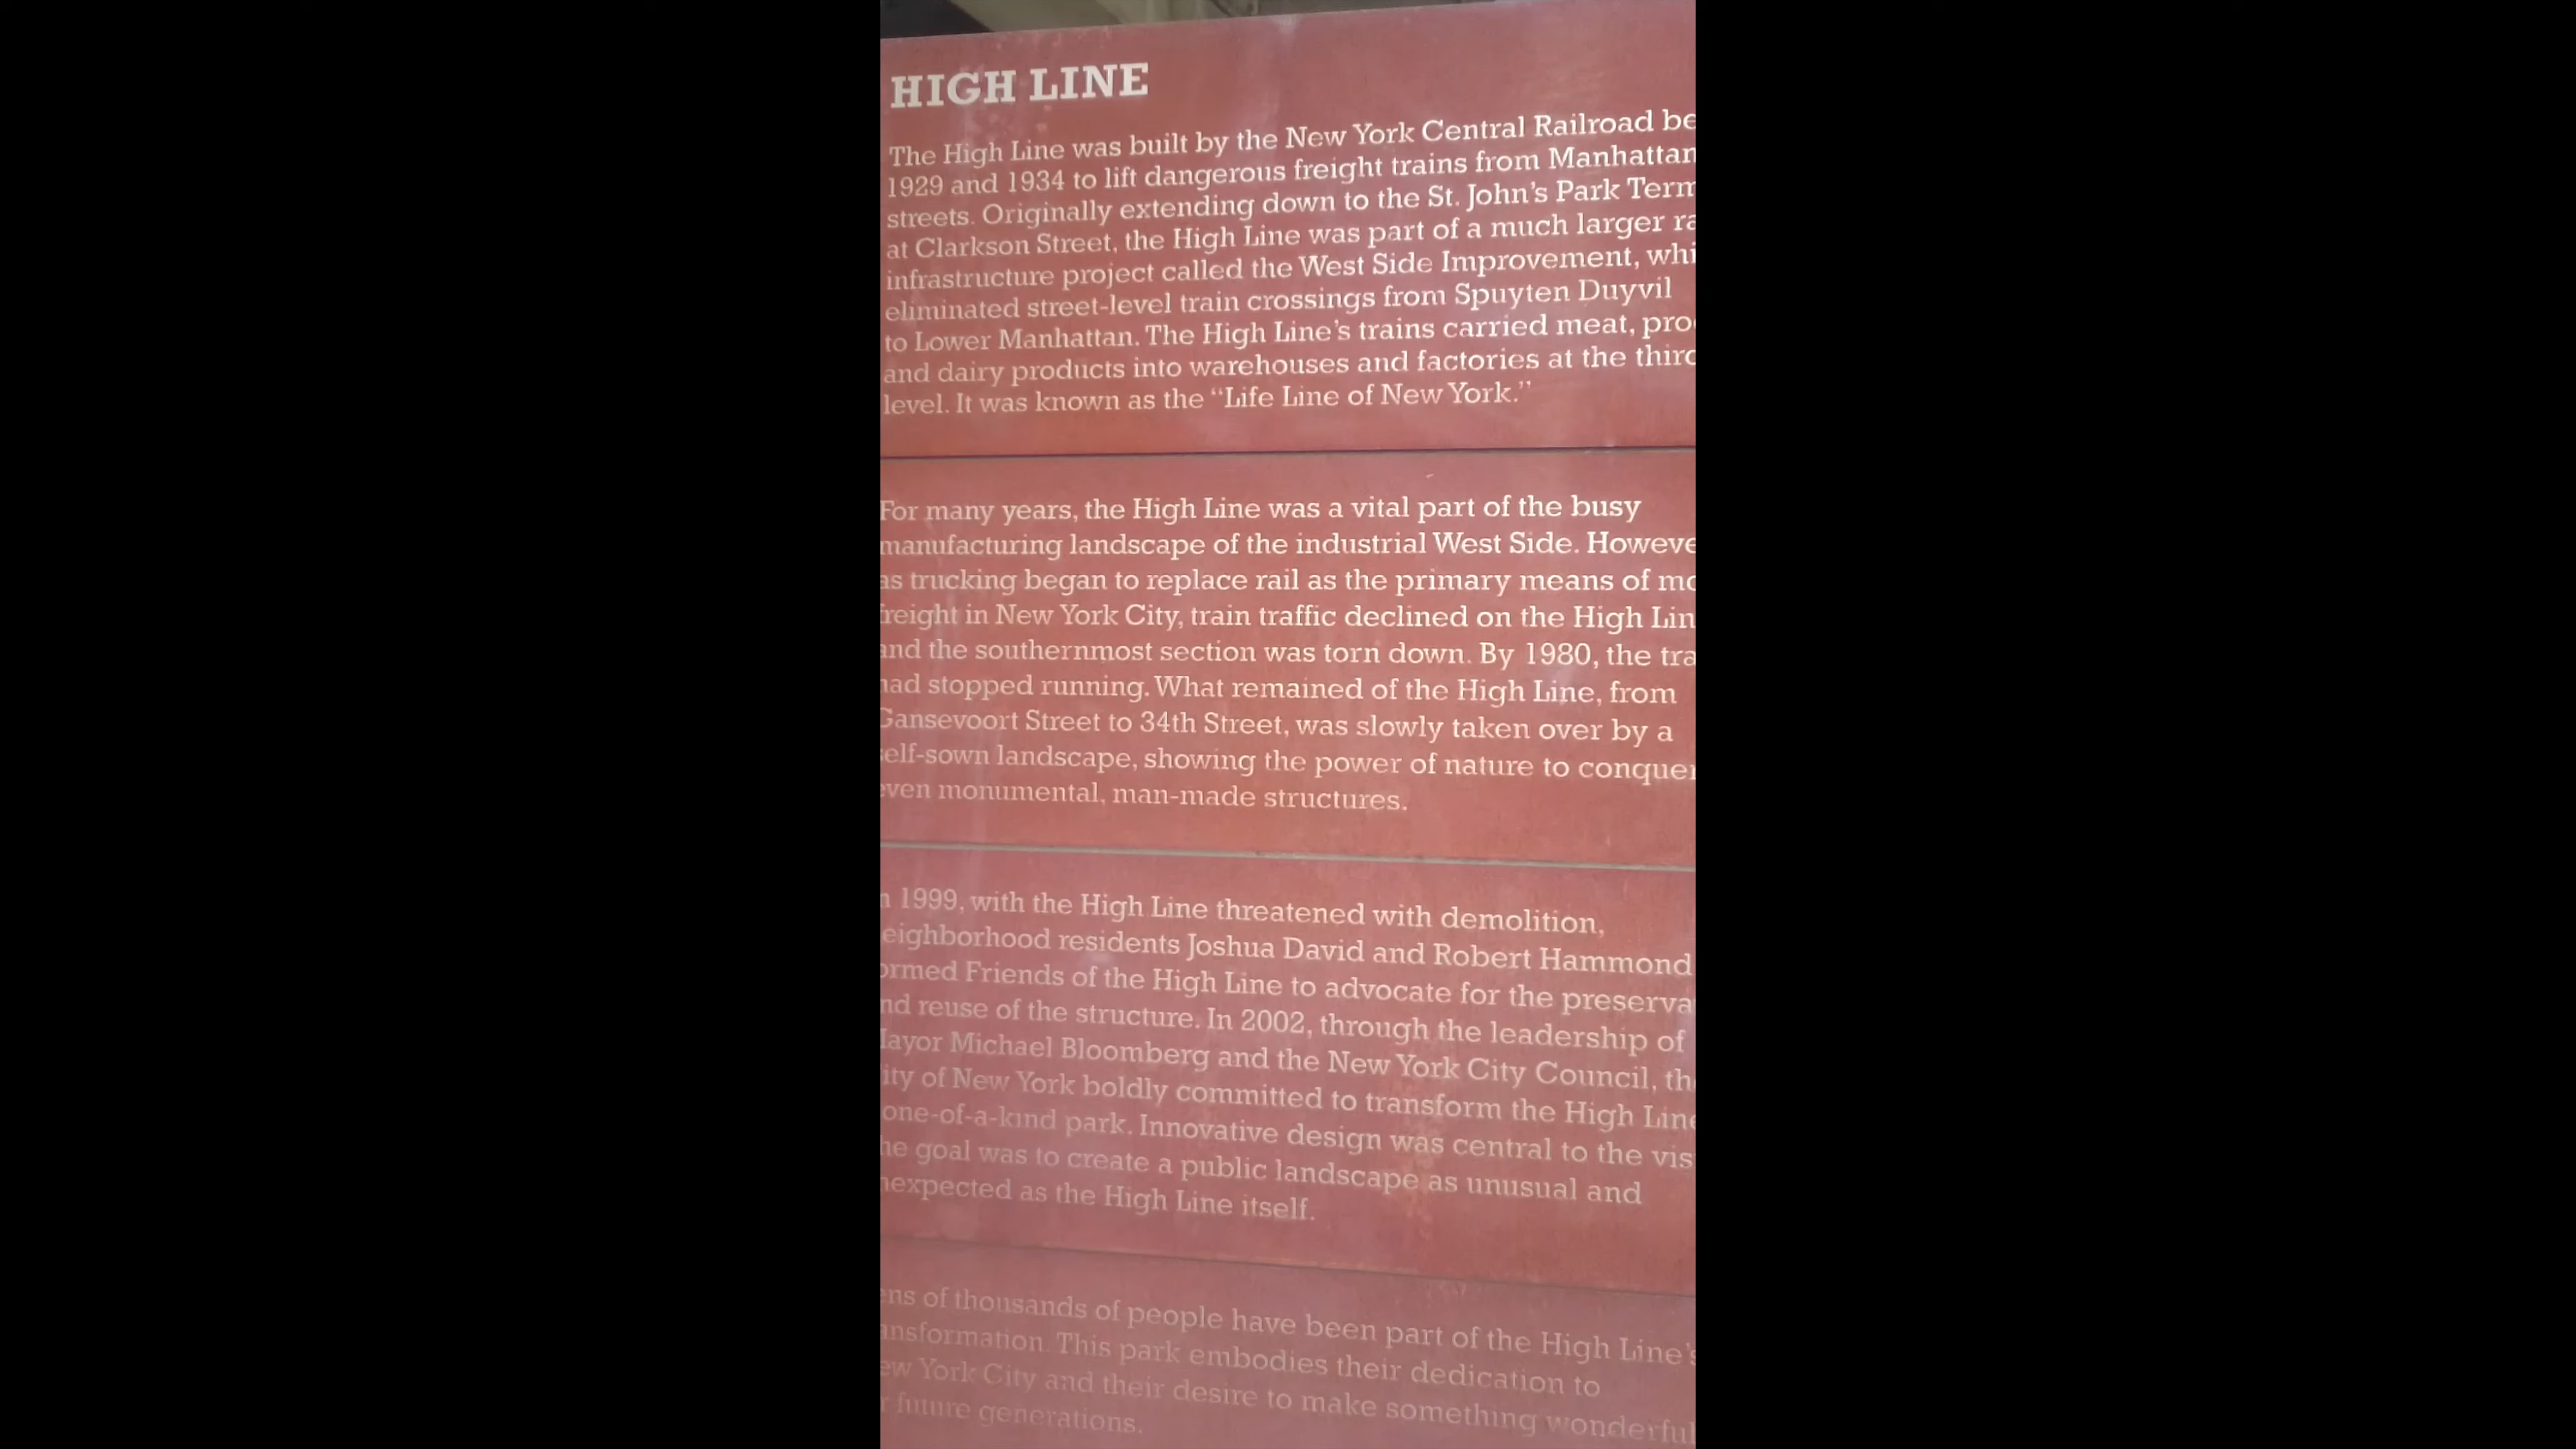 HIGH LINE
The High Line was built by the New York Central Railroad be
1929 and 1934 to lift dangerous freight trains from Manhattan
streets. Originally extending down to the St. John's Park Term
at Clarkson Street, the High Line was part of a much larger ra
infrastructure project called the West Side Improvement, whi
eliminated street-level train crossings from Spuyten Duyvil
to Lower Manhattan. The High Line's trains carried meat, pro
and dairy products into warehouses and factories at the third
level. It was known as the “Life Line of New York.”
For many years, the High Line was a vital part of the busy
manufacturing landscape of the industrial West Side. Howeve
as trucking began to replace rail as the primary means of mo
freight in New York City, train traffic declined on the High Lin
and the southernmost section was torn down. By 1980, the tra
had stopped running. What remained of the High Line, from
Gansevoort Street to 34th Street, was slowly taken over by a
self-sown landscape, showing the power of nature to conquer
even monumental, man-made structures.
n 1999, with the High Line threatened with demolition,
eighborhood residents Joshua David and Robert Hammond
ormed Friends of the High Line to advocate for the preserva
nd reuse of the structure. In 2002, through the leadership of
Mayor Michael Bloomberg and the New York City Council, the
ity of New York boldly committed to transform the High Line
one-of-a-kind park. Innovative design was central to the vis
he goal was to create a public landscape as unusual and
nexpected as the High Line itself.
ens of thousands of people have been part of the High Line's
ansformation. This park embodies their dedication to
ew York City and their desire to make something wonderful
r future generations.